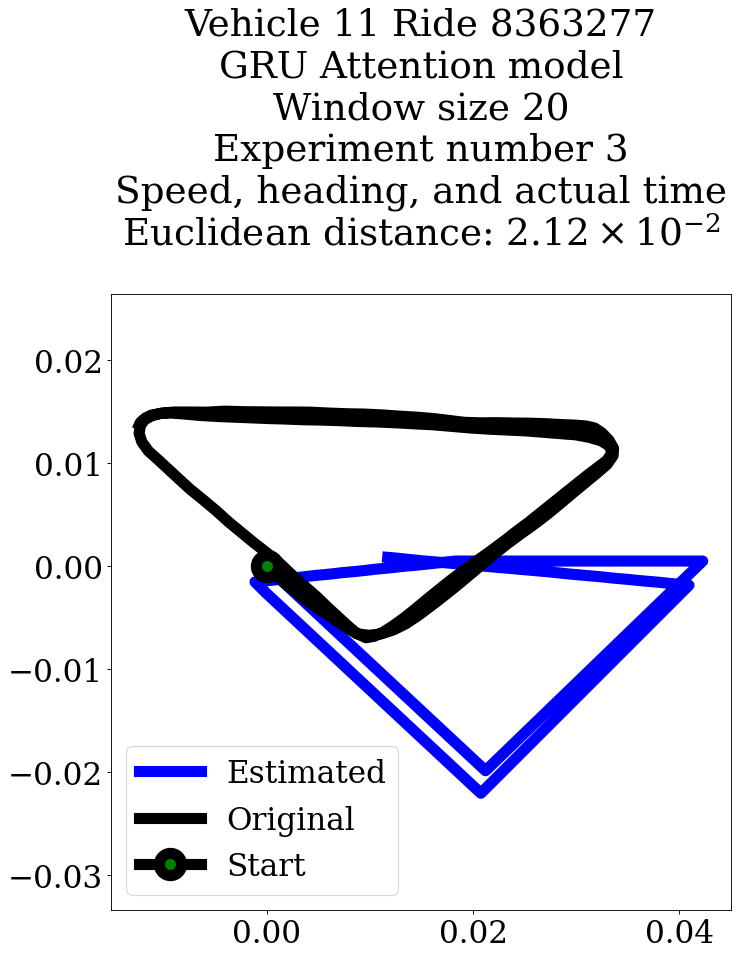 Vehicle 11 Ride 8363277
GRU Attention model
Window size 20
Experiment number 3
Speed, heading, and actual time
Euclidean distance: 2.12 × 10⁻²
0.02
0.01
0.00
−0.01
−0.02
−0.03
Estimated
Original
Start
0.00 0.02 0.04